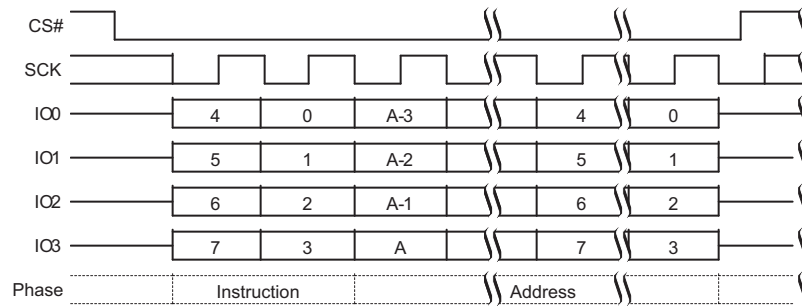 CS#
SCK
IO0 4 0 A-3 4 0
IO1 5 1 A-2 5 1
IO2 6 2 A-1 6 2
IO3 7 3 A 7 3
Phase Instruction Address